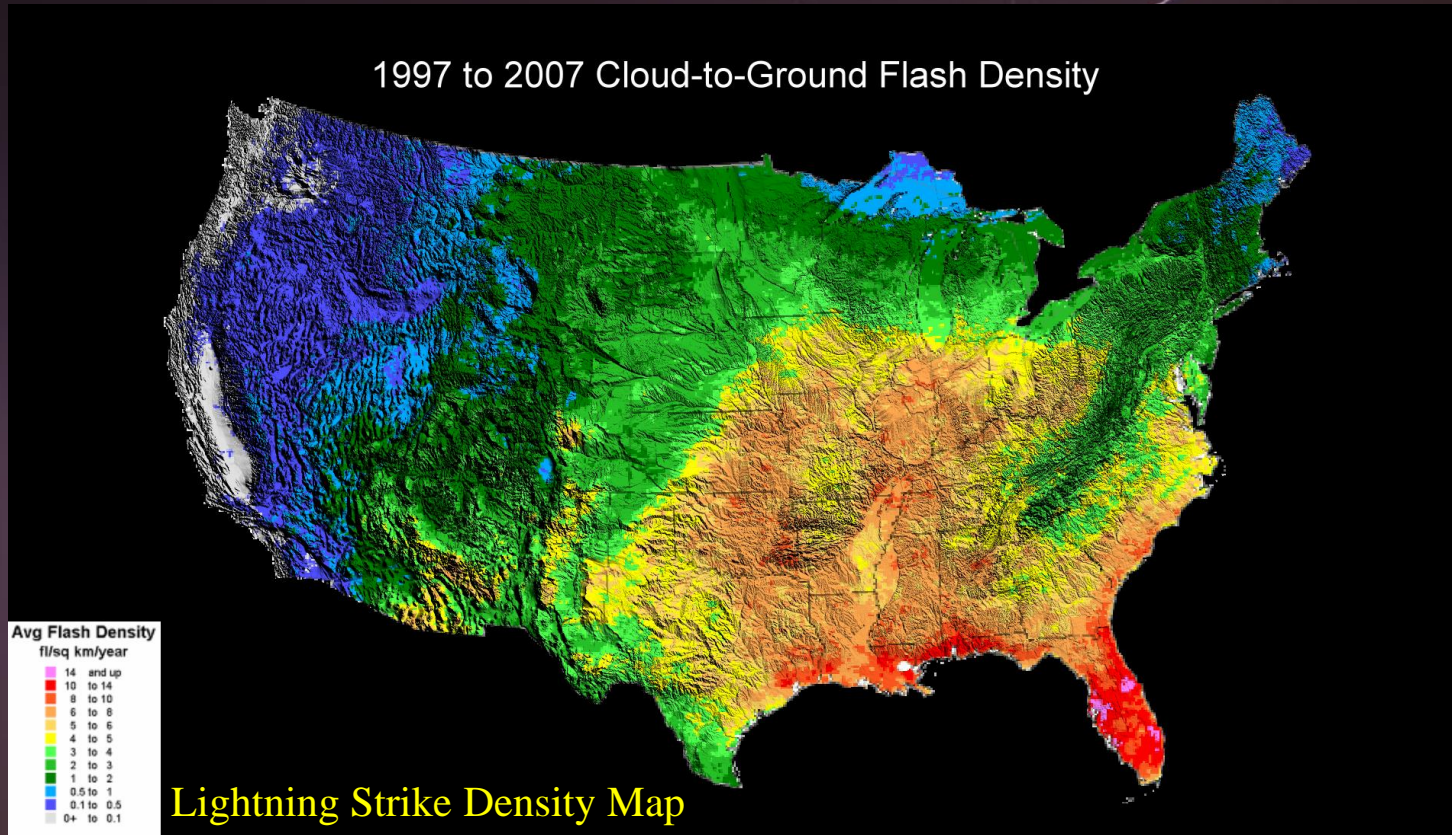 1997 to 2007 Cloud-to-Ground Flash Density
Avg Flash Density
fl/sq km/year
14 and up
10 to 14
8 to 10
6 to 8
5 to 6
4 to 5
3 to 4
2 to 3
1 to 2
0.5 to 1
0.1 to 0.5
0+ to 0.1
Lightning Strike Density Map